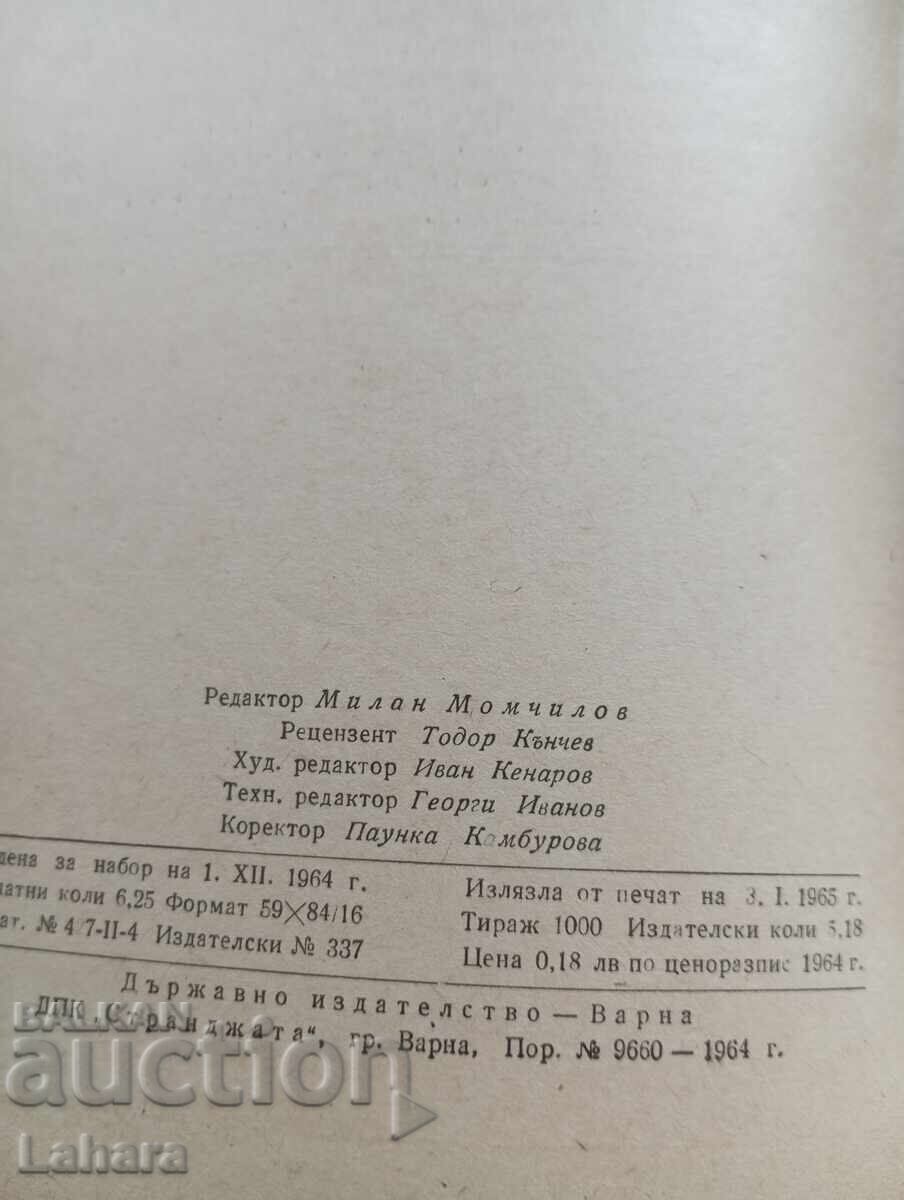 Редактор Милан Момчилов
Рецензент Тодор Кънчев
Худ. редактор Иван Кенаров
Техн. редактор Георги Иванов
Коректор Паунка Камбурова
дена за набор на 1. XII. 1964 г.
атни коли 6,25 Формат 59×84/16
ат. № 4/7-II-4 Издателски № 337
Излязла от печат на 3. I. 1965 г.
Тираж 1000 Издателски коли 5,18
Цена 0,18 лв по ценоразпис 1964 г.
Държавно издателство — Варна
ДПК „Странджата“, гр. Варна, Пор. № 9660 — 1964 г.
BALKAN
auction
Lahara